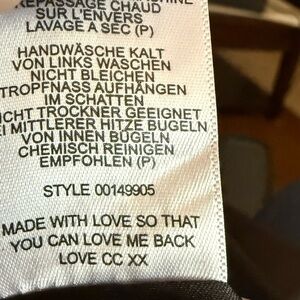 REPASSAGE CHAUD
SUR L'ENVERS
LAVAGE A SEC (P)
HANDWÄSCHE KALT
VON LINKS WASCHEN
NICHT BLEICHEN
TROPFNASS AUFHÄNGEN
IM SCHATTEN
ICHT TROCKNER GEEIGNET
EI MITTLERER HITZE BÜGELN
VON INNEN BÜGELN
CHEMISCH REINIGEN
EMPFOHLEN (P)
STYLE 00149905
MADE WITH LOVE SO THAT
YOU CAN LOVE ME BACK
LOVE CC XX